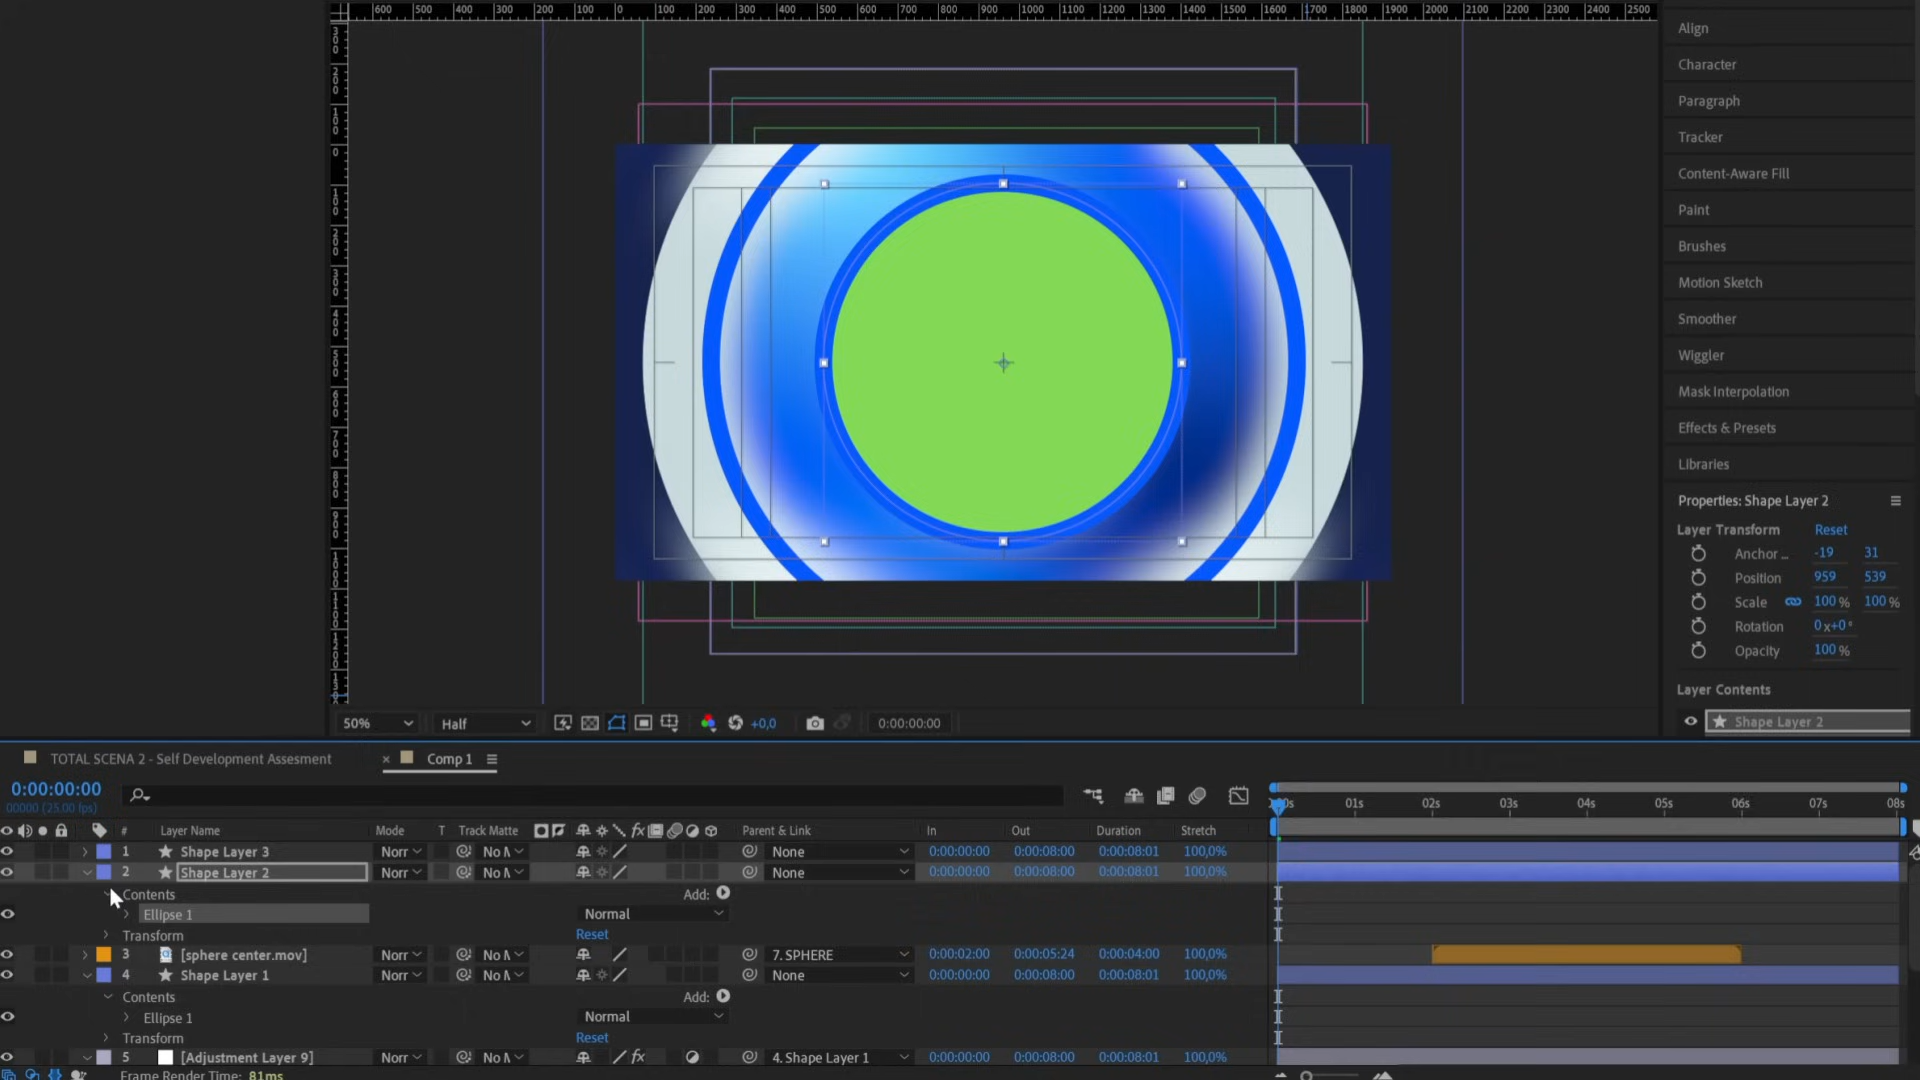 600 500 400 300 200 100 0 100 200 300 400 500 600 700 800 900 1000 1100 1200 1300 1400 1500 1600 1700 1800 1900 2000 2100 2200 2300 2400 2500
Align
Character
Paragraph
Tracker
Content-Aware Fill
Paint
Brushes
Motion Sketch
Smoother
Wiggler
Mask Interpolation
Effects & Presets
Libraries
Properties: Shape Layer 2
Layer Transform Reset
Anchor ... -19 31
Position 959 539
Scale 100 % 100 %
Rotation 0x+0°
Opacity 100 %
Layer Contents
Shape Layer 2
50% Half +0,0 0:00:00:00
TOTAL SCENA 2 - Self Development Assesment × Comp 1
0:00:00:00
00000 (25.00 fps)
01s 02s 03s 04s 05s 06s 07s 08s
# Layer Name Mode T Track Matte fx Parent & Link In Out Duration Stretch
1 Shape Layer 3 Norr No None 0:00:00:00 0:00:08:00 0:00:08:01 100,0%
2 Shape Layer 2 Norr No None 0:00:00:00 0:00:08:00 0:00:08:01 100,0%
Contents Add:
Ellipse 1 Normal
Transform Reset
3 [sphere center.mov] Norr No 7. SPHERE 0:00:02:00 0:00:05:24 0:00:04:00 100,0%
4 Shape Layer 1 Norr No None 0:00:00:00 0:00:08:00 0:00:08:01 100,0%
Contents Add:
Ellipse 1 Normal
Transform Reset
5 [Adjustment Layer 9] Norr No fx 4. Shape Layer 1 0:00:00:00 0:00:08:00 0:00:08:01 100,0%
Frame Render Time: 81ms